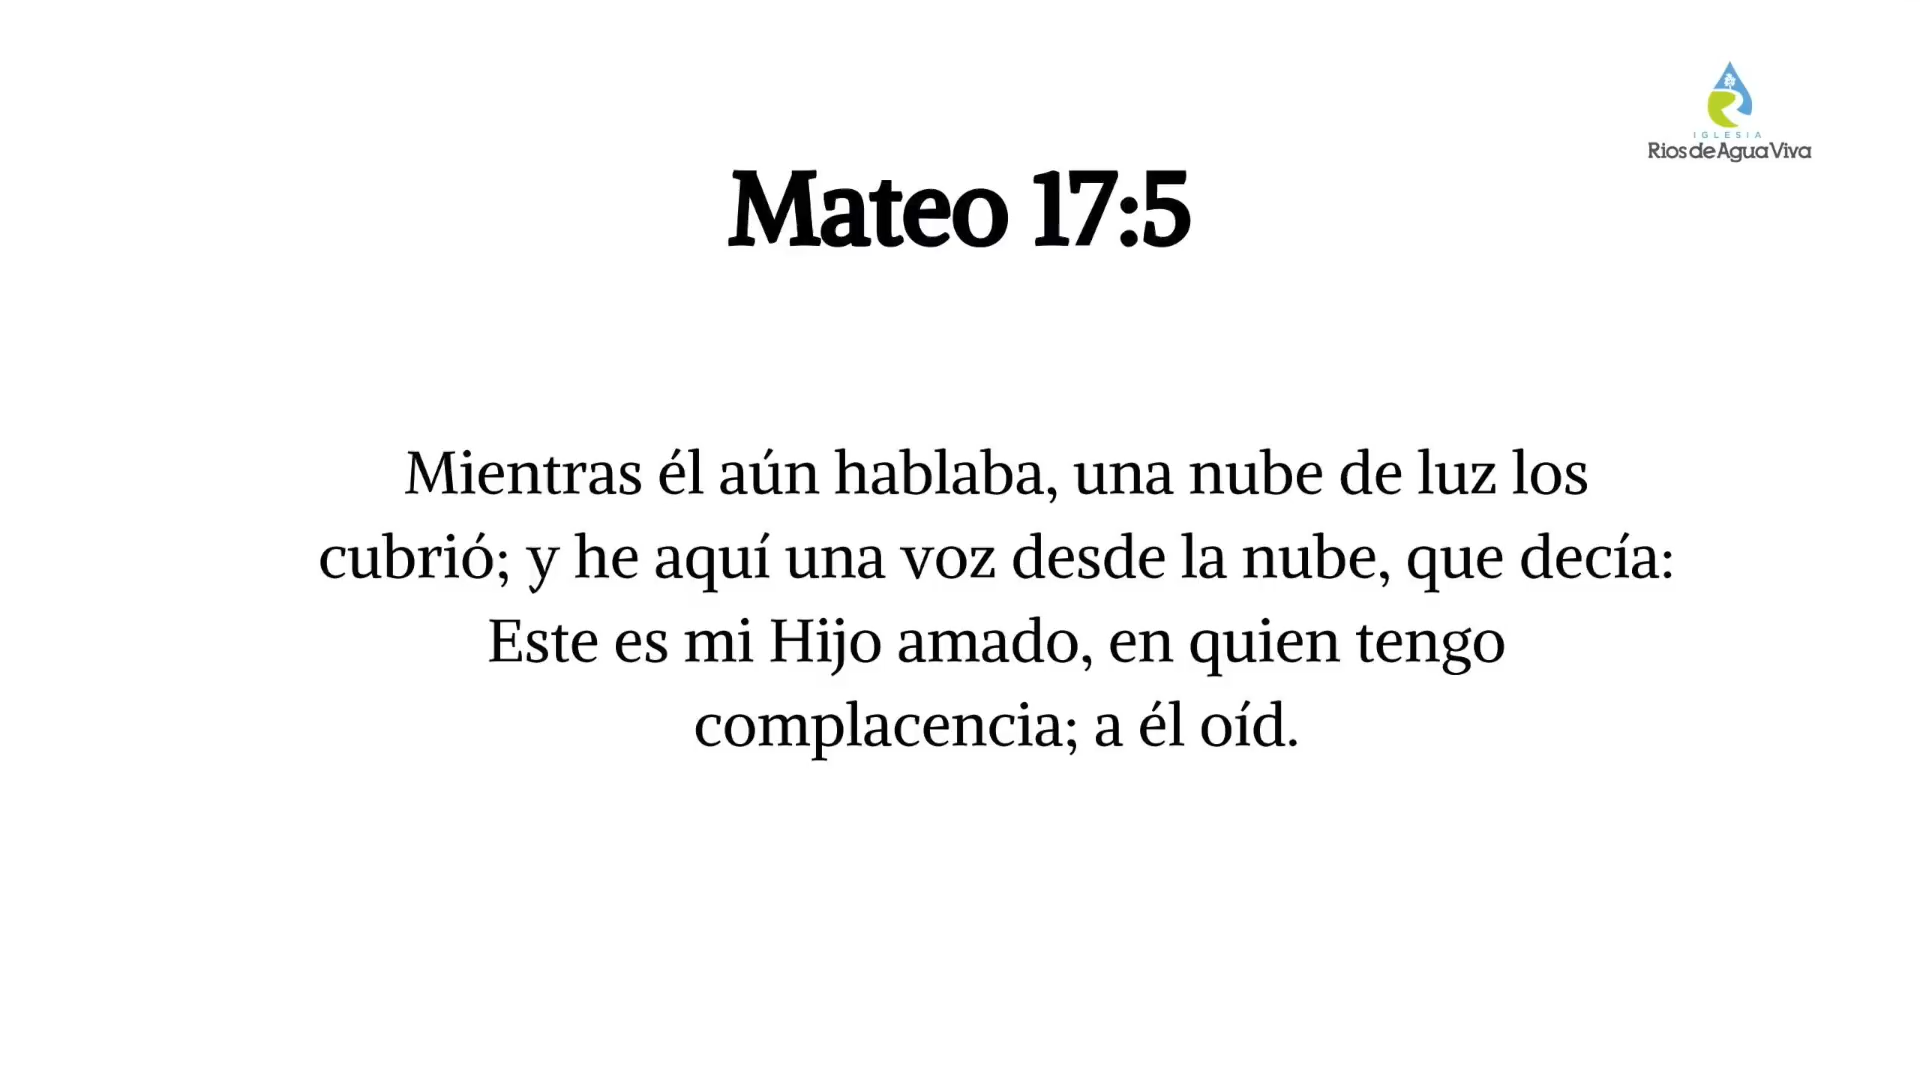 IGLESIA
Rios de Agua Viva
Mateo 17:5
Mientras él aún hablaba, una nube de luz los
cubrió; y he aquí una voz desde la nube, que decía:
Este es mi Hijo amado, en quien tengo
complacencia; a él oíd.